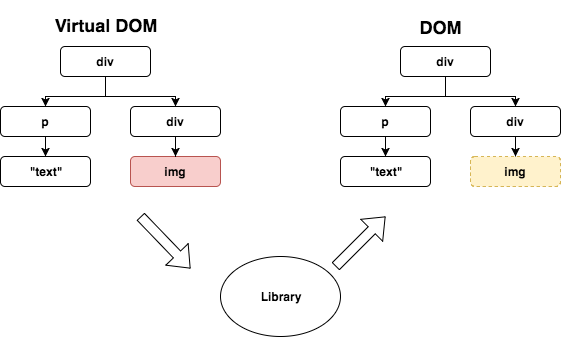 Virtual DOM
DOM
div
div
p
div
p
div
"text"
img
"text"
img
Library